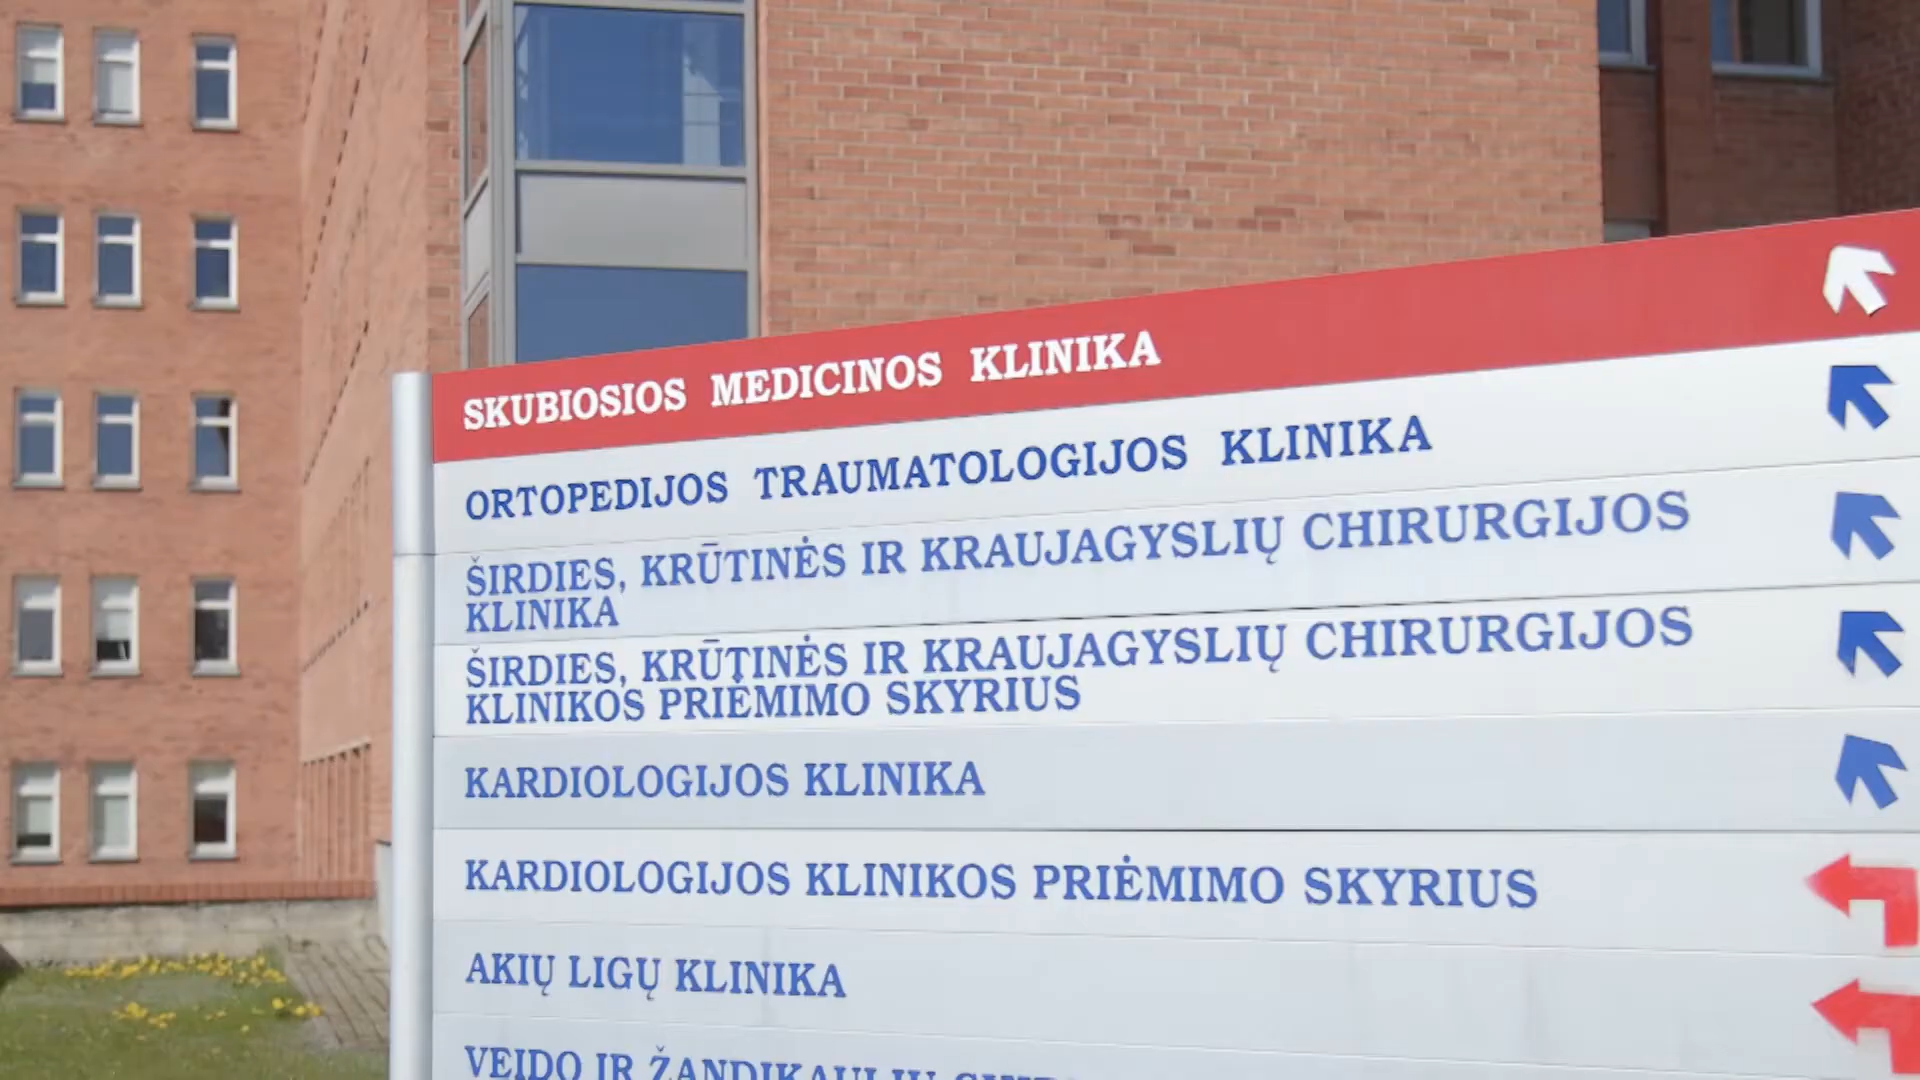 SKUBIOSIOS MEDICINOS KLINIKA
ORTOPEDIJOS TRAUMATOLOGIJOS KLINIKA
ŠIRDIES, KRŪTINĖS IR KRAUJAGYSLIŲ CHIRURGIJOS
KLINIKA
ŠIRDIES, KRŪTINĖS IR KRAUJAGYSLIŲ CHIRURGIJOS
KLINIKOS PRIĖMIMO SKYRIUS
KARDIOLOGIJOS KLINIKA
KARDIOLOGIJOS KLINIKOS PRIĖMIMO SKYRIUS
AKIŲ LIGŲ KLINIKA
VEIDO IR ŽANDIKAULIŲ